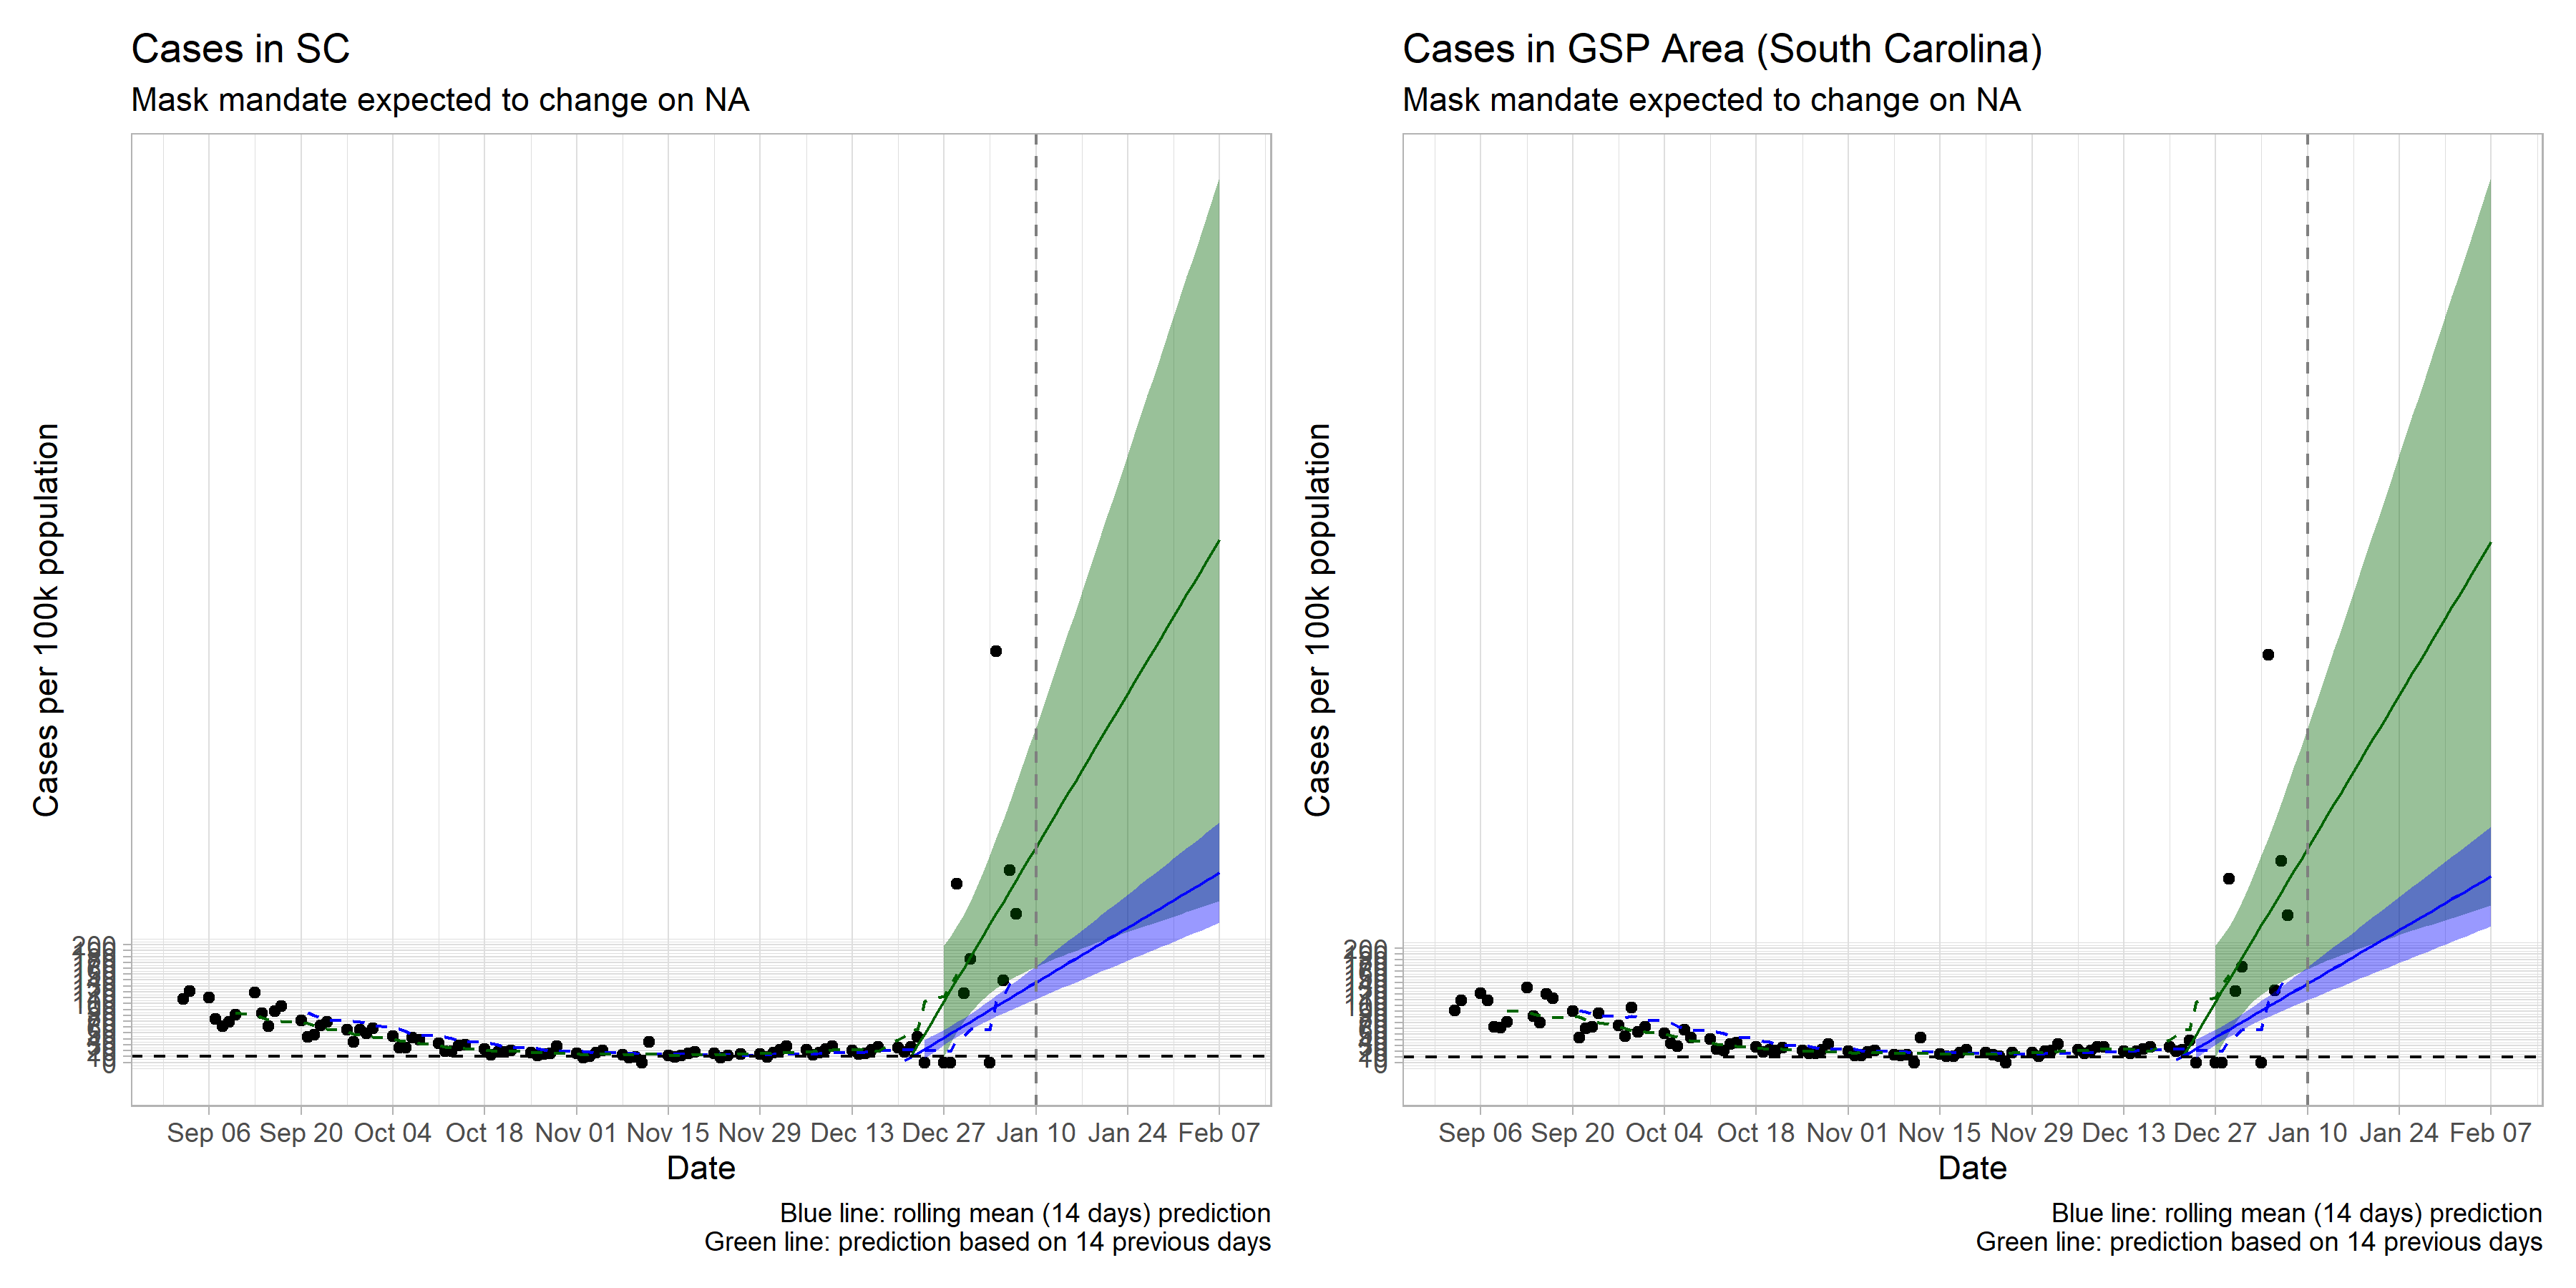 Cases in SC
Mask mandate expected to change on NA
Cases per 100k population
200
0
Sep 06 Sep 20 Oct 04 Oct 18 Nov 01 Nov 15 Nov 29 Dec 13 Dec 27 Jan 10 Jan 24 Feb 07
Date
Blue line: rolling mean (14 days) prediction
Green line: prediction based on 14 previous days
Cases in GSP Area (South Carolina)
Mask mandate expected to change on NA
Cases per 100k population
200
0
Sep 06 Sep 20 Oct 04 Oct 18 Nov 01 Nov 15 Nov 29 Dec 13 Dec 27 Jan 10 Jan 24 Feb 07
Date
Blue line: rolling mean (14 days) prediction
Green line: prediction based on 14 previous days